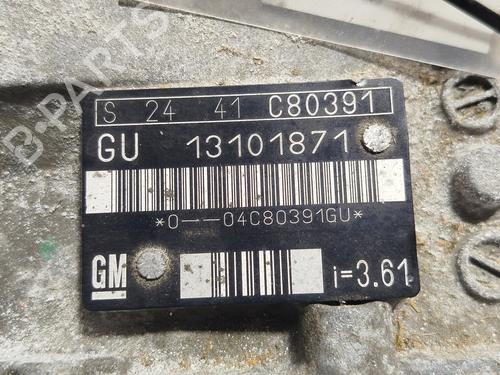 S 24 41 C80391
GU 13101871
*0--04C80391GU*
GM
i=3.61
B-PARTS